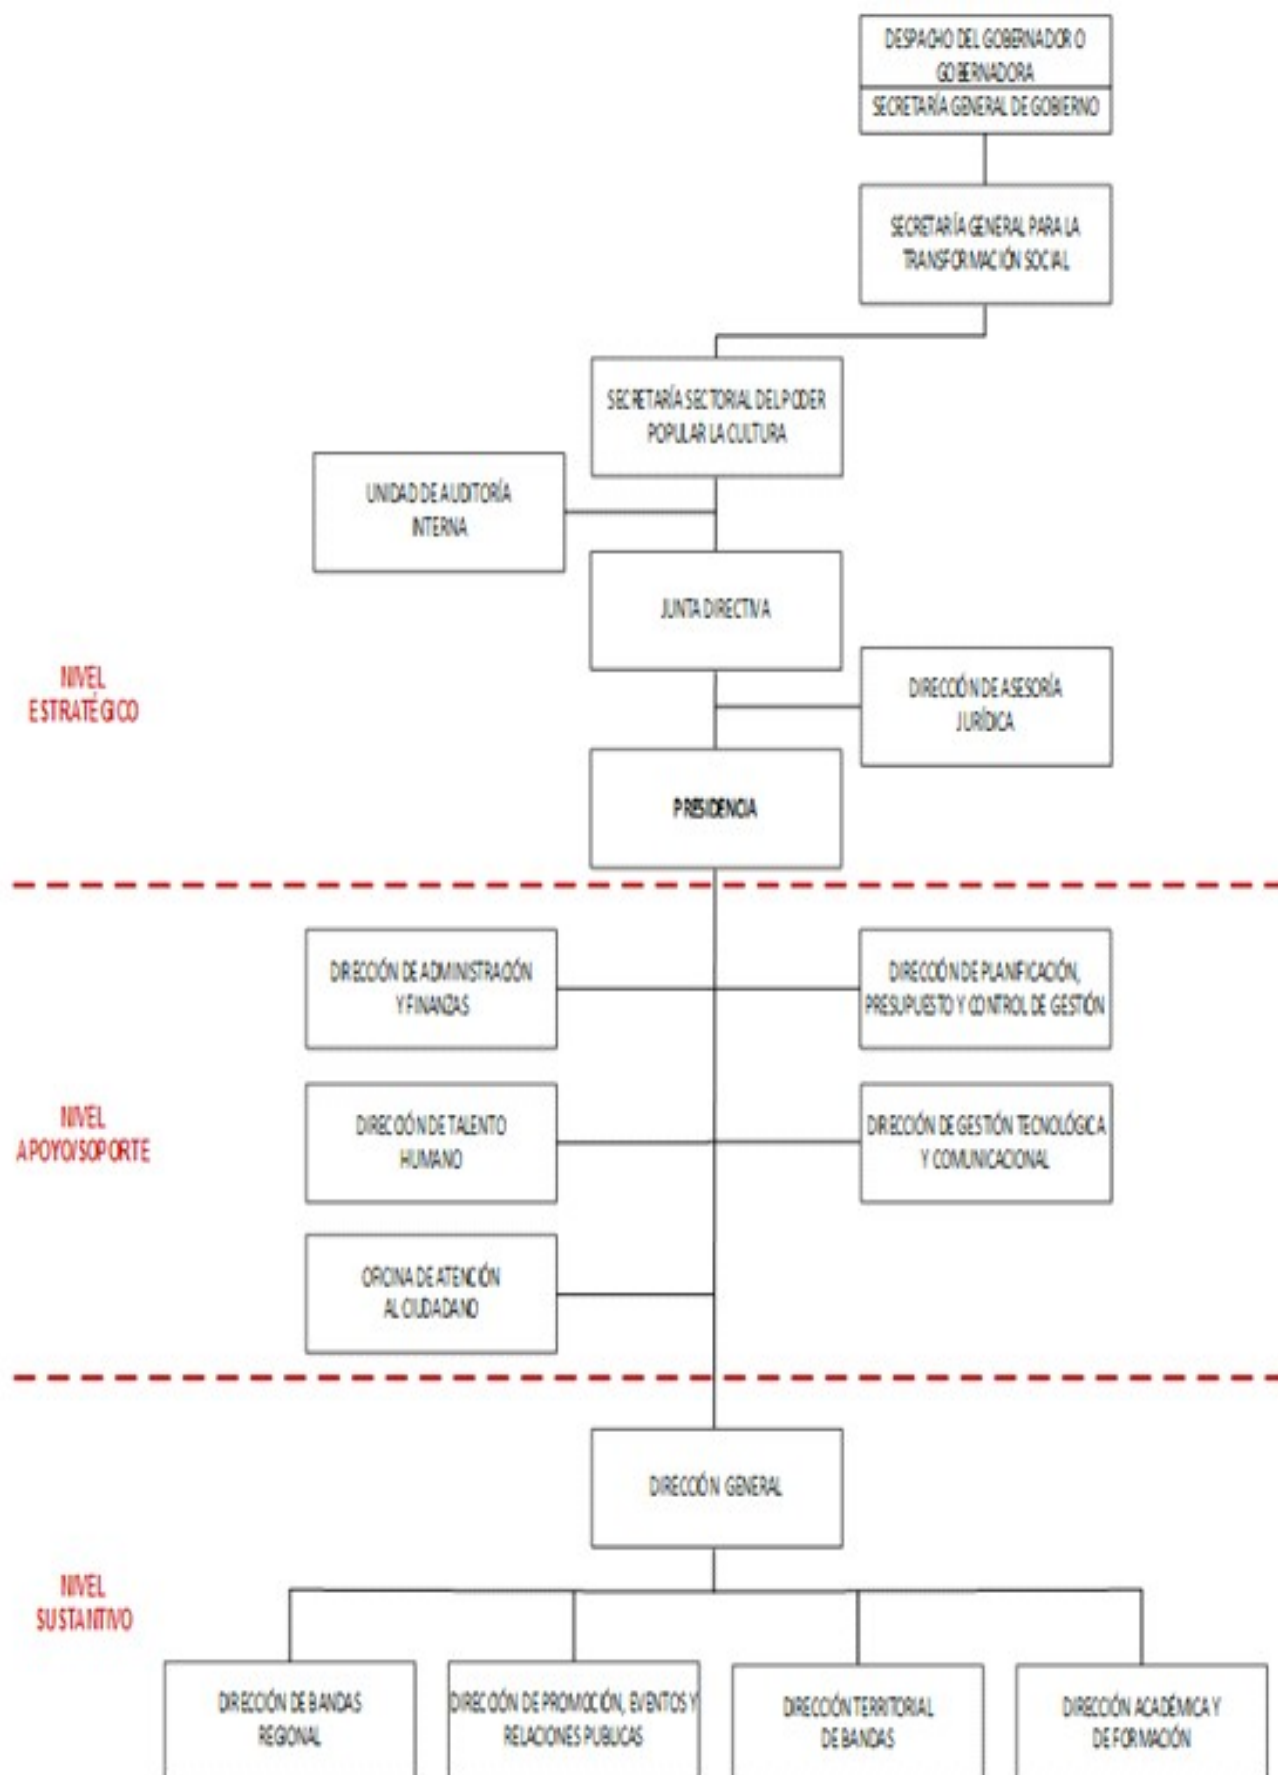 DESPACHO DEL GOBERNADOR O
GOBERNADORA
SECRETARÍA GENERAL DE GOBIERNO
SECRETARÍA GENERAL PARA LA
TRANSFORMACIÓN SOCIAL
SECRETARÍA SECTORIAL DEL PODER
POPULAR LA CULTURA
UNIDAD DE AUDITORÍA
INTERNA
JUNTA DIRECTIVA
NIVEL
ESTRATÉGICO
DIRECCIÓN DE ASESORÍA
JURÍDICA
PRESIDENCIA
DIRECCIÓN DE ADMINISTRACIÓN
Y FINANZAS
DIRECCIÓN DE PLANIFICACIÓN,
PRESUPUESTO Y CONTROL DE GESTIÓN
NIVEL
APOYO/SOPORTE
DIRECCIÓN DE TALENTO
HUMANO
DIRECCIÓN DE GESTIÓN TECNOLÓGICA
Y COMUNICACIONAL
OFICINA DE ATENCIÓN
AL CIUDADANO
DIRECCIÓN GENERAL
NIVEL
SUSTANTIVO
DIRECCIÓN DE BANDAS
REGIONAL
DIRECCIÓN DE PROMOCIÓN, EVENTOS Y
RELACIONES PUBLICAS
DIRECCIÓN TERRITORIAL
DE BANDAS
DIRECCIÓN ACADÉMICA Y
DE FORMACIÓN